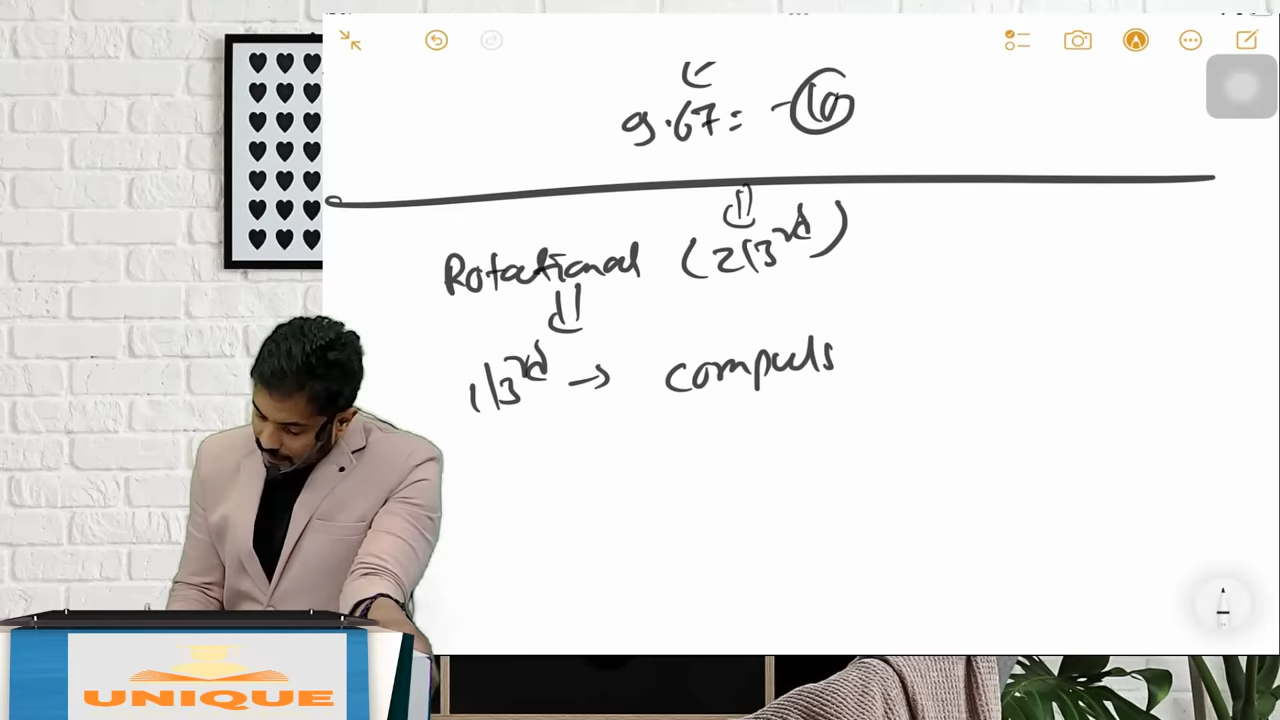 9.67 = 10
Rotational (2/3rd)
1/3rd → compuls
UNIQUE